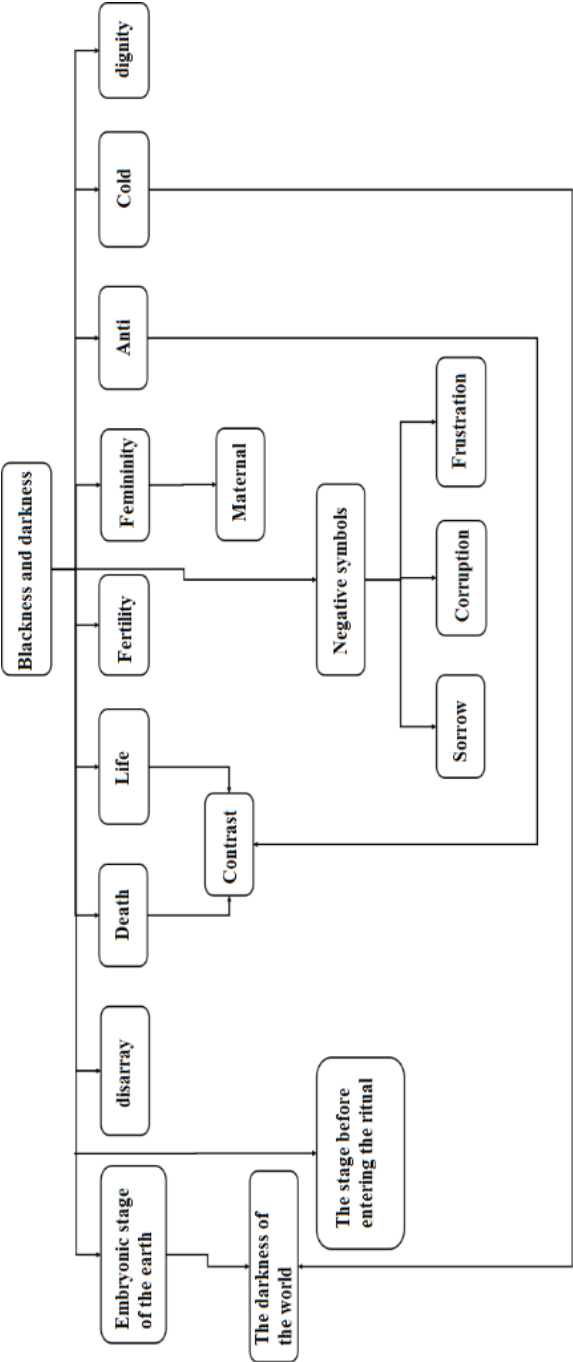 Blackness and darkness
Embryonic stage
of the earth
disarray
Death
Life
Fertility
Femininity
Anti
Cold
dignity
The darkness of
the world
Contrast
Maternal
The stage before
entering the ritual
Negative symbols
Sorrow
Corruption
Frustration